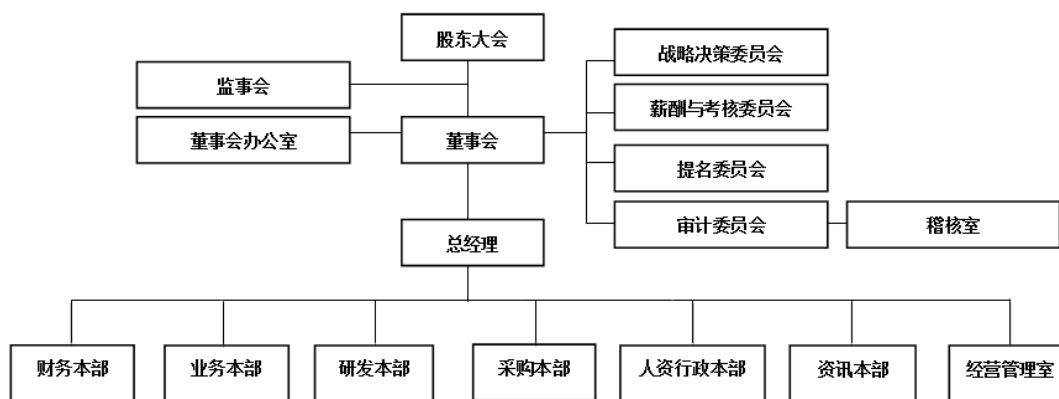 股东大会
战略决策委员会
监事会
薪酬与考核委员会
董事会办公室
董事会
提名委员会
审计委员会
稽核室
总经理
财务本部
业务本部
研发本部
采购本部
人资行政本部
资讯本部
经营管理室